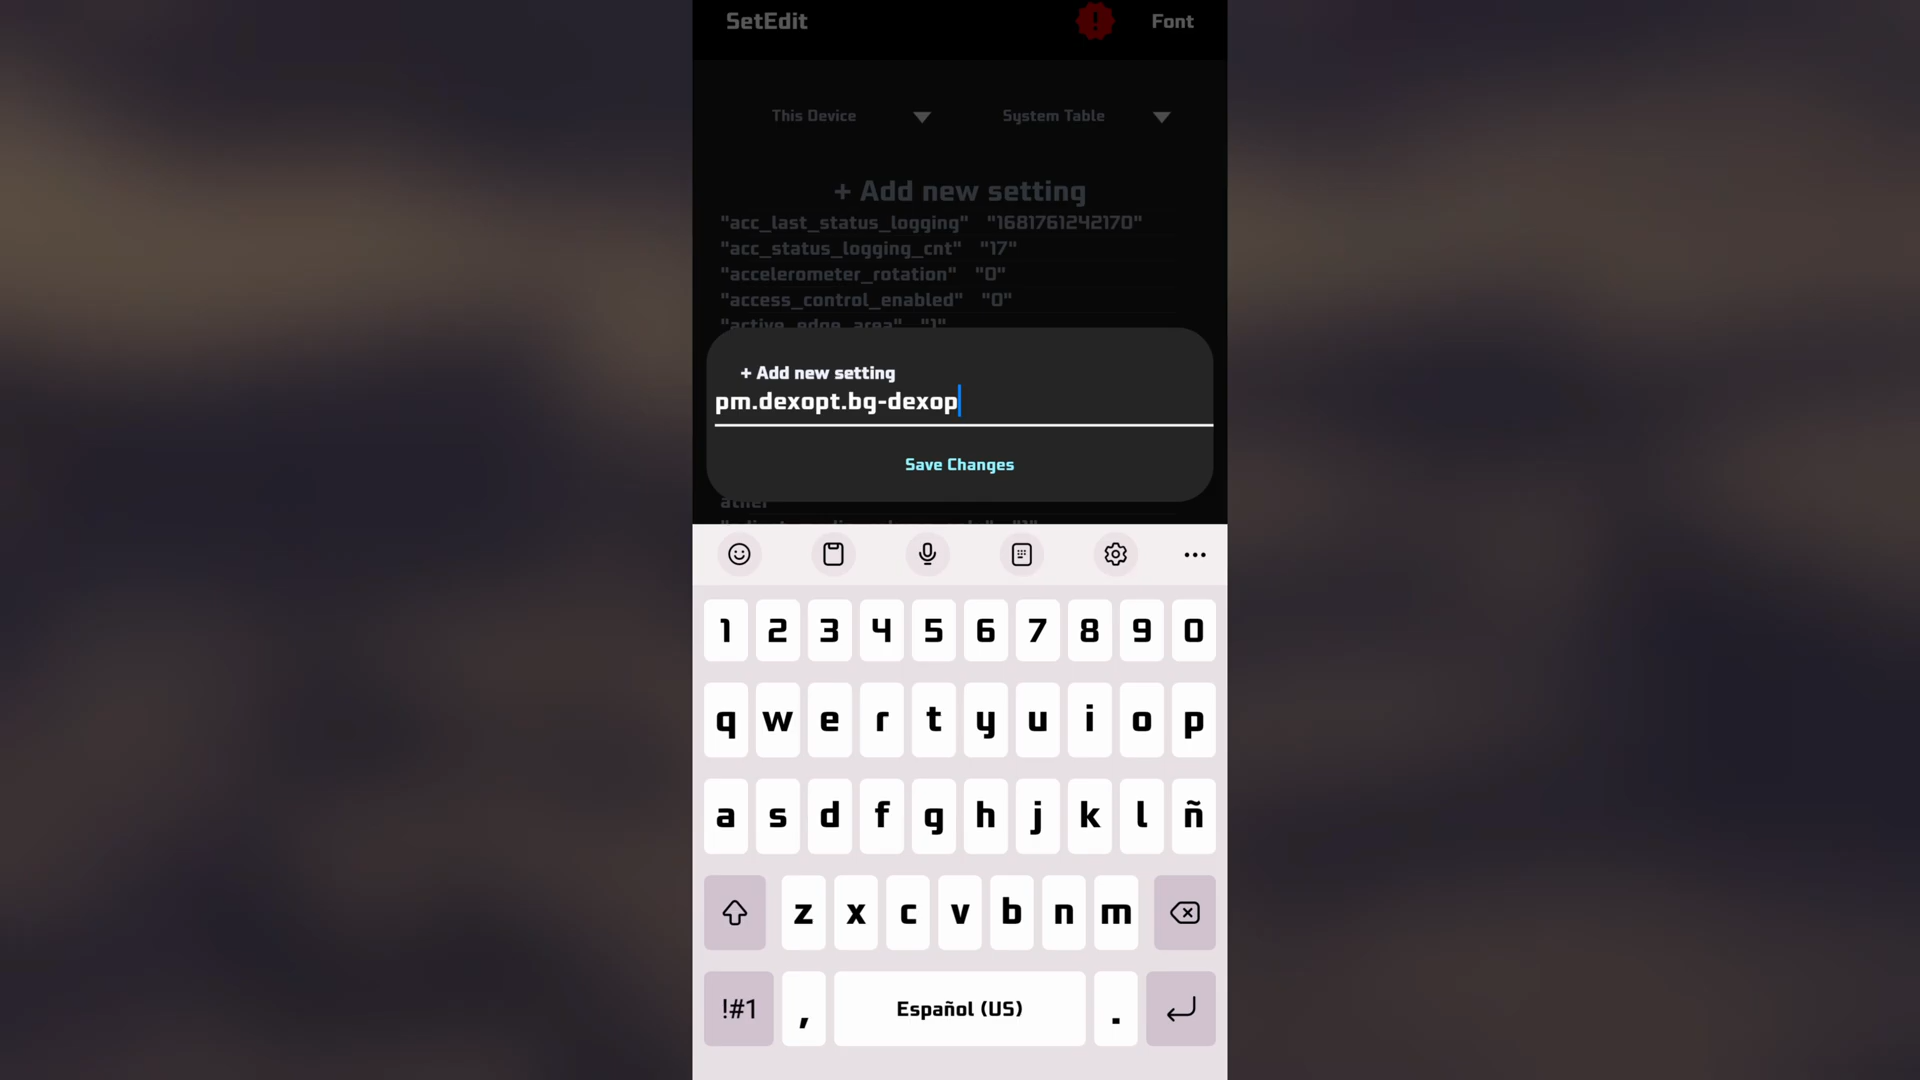 SetEdit
! Font
This Device System Table
+ Add new setting
"acc_last_status_logging" "1681761242170"
"acc_status_logging_cnt" "17"
"accelerometer_rotation" "0"
"access_control_enabled" "0"
"active_edge_area" "1"
+ Add new setting
pm.dexopt.bg-dexop
Save Changes
1 2 3 4 5 6 7 8 9 0
q w e r t y u i o p
a s d f g h j k l ñ
z x c v b n m
!#1 , Español (US) .